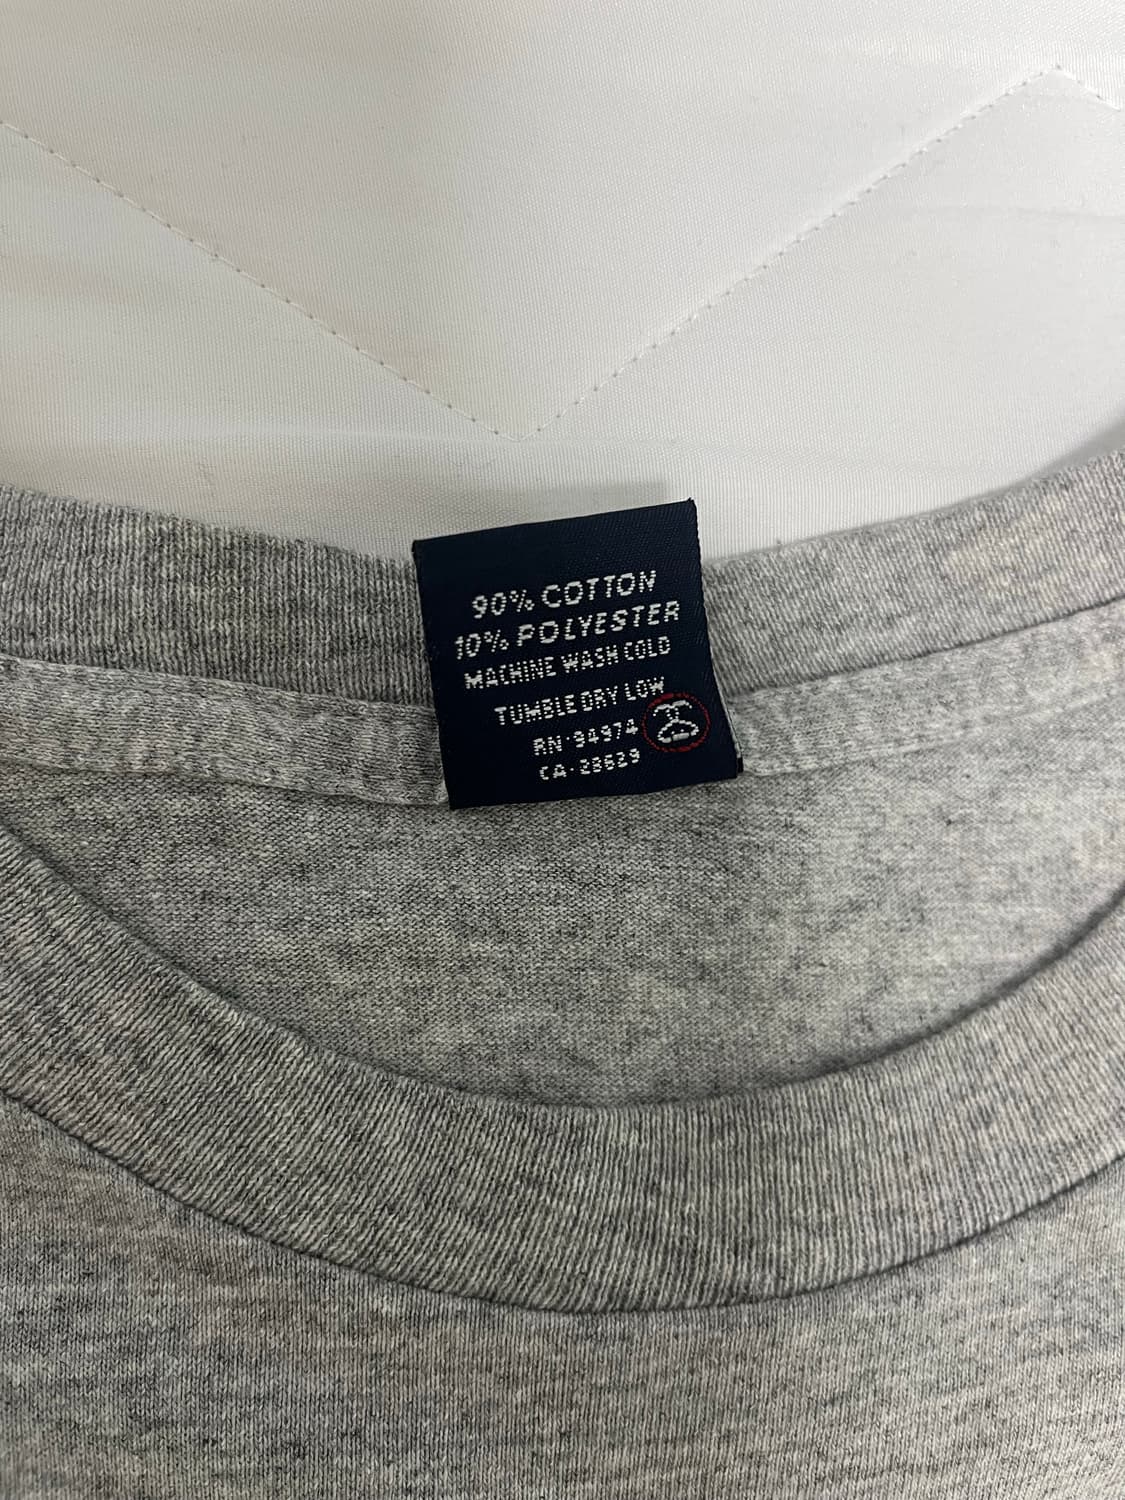 90% COTTON
10% POLYESTER
MACHINE WASH COLD
TUMBLE DRY LOW
RN·94974
CA·28629